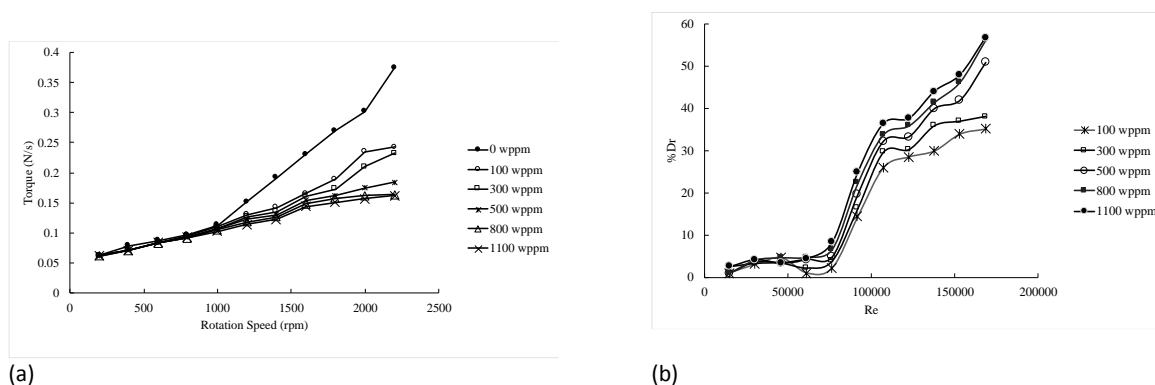 0.4
0.35
0.3
0.25
0.2
0.15
0.1
0.05
0
Torque (N/s)
0 500 1000 1500 2000 2500
Rotation Speed (rpm)
0 wppm
100 wppm
300 wppm
500 wppm
800 wppm
1100 wppm
(a)
60
50
40
30
20
10
0
%Dr
0 50000 100000 150000 200000
Re
100 wppm
300 wppm
500 wppm
800 wppm
1100 wppm
(b)